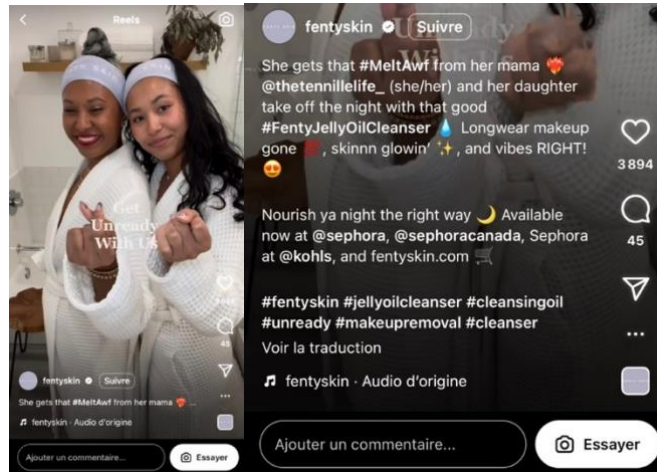 Reels
Get
Unready
With Us
45
fentyskin Suivre
She gets that #MeltAwf from her mama ❤️‍🔥 ...
fentyskin · Audio d'origine
Ajouter un commentaire...
Essayer
fentyskin Suivre
She gets that #MeltAwf from her mama ❤️‍🔥
@thetennillelife_ (she/her) and her daughter
take off the night with that good
#FentyJellyOilCleanser 💧 Longwear makeup
gone 💯, skinnn glowin' ✨, and vibes RIGHT!
😍
Nourish ya night the right way 🌙 Available
now at @sephora, @sephoracanada, Sephora
at @kohls, and fentyskin.com 🛒
#fentyskin #jellyoilcleanser #cleansingoil
#unready #makeupremoval #cleanser
Voir la traduction
fentyskin · Audio d'origine
3 894
45
Ajouter un commentaire...
Essayer